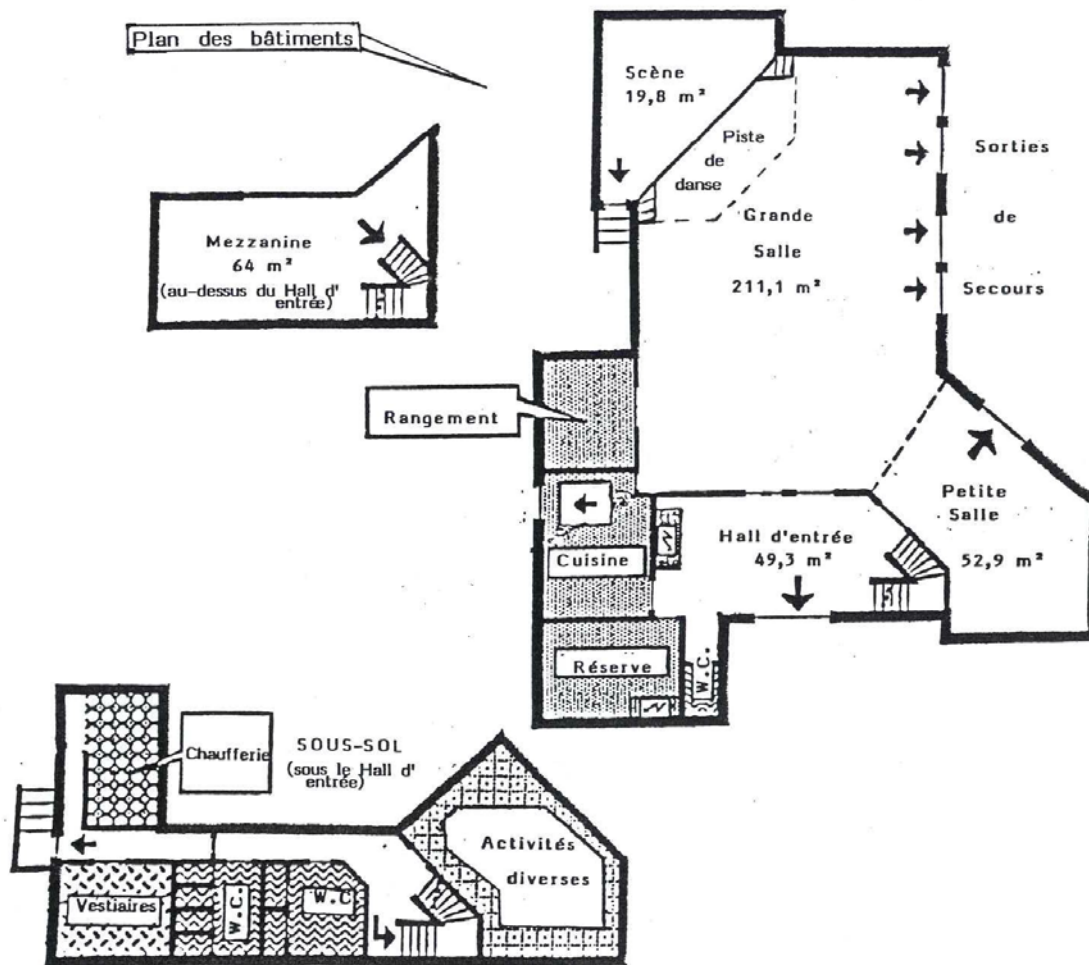 Plan des bâtiments
Scène
19,8 m²
Piste
de
danse
Sorties
de
Secours
Grande
Salle
211,1 m²
Mezzanine
64 m²
(au-dessus du Hall d'
entrée)
Rangement
Petite
Salle
52,9 m²
Hall d'entrée
49,3 m²
Cuisine
Réserve
W.C.
Chaufferie
SOUS-SOL
(sous le Hall d'
entrée)
Activités
diverses
Vestiaires
W.C.
W.C